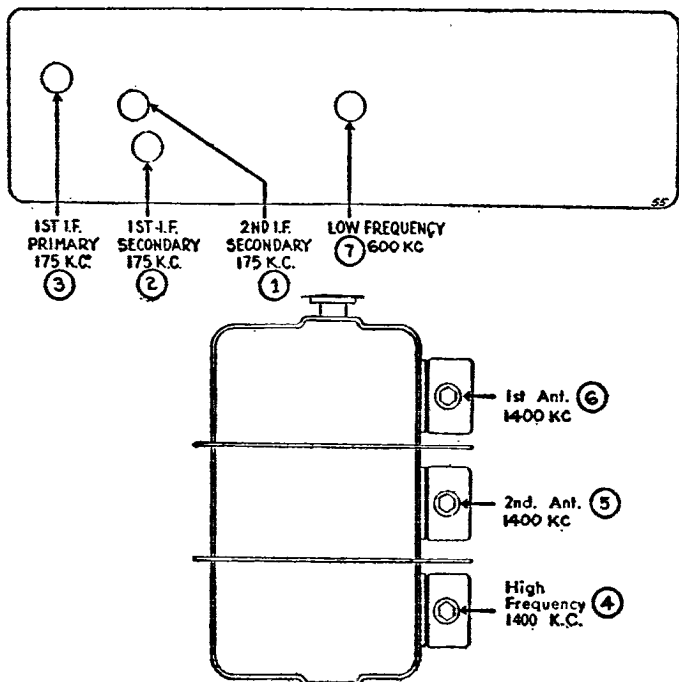 55
1ST I.F.
PRIMARY
175 K.C.
3
1ST-I.F.
SECONDARY
175 K.C.
2
2ND I.F.
SECONDARY
175 K.C.
1
LOW FREQUENCY
7 600 KC
1st Ant. 6
1400 KC
2nd. Ant. 5
1400 KC
High
Frequency 4
1400 K.C.